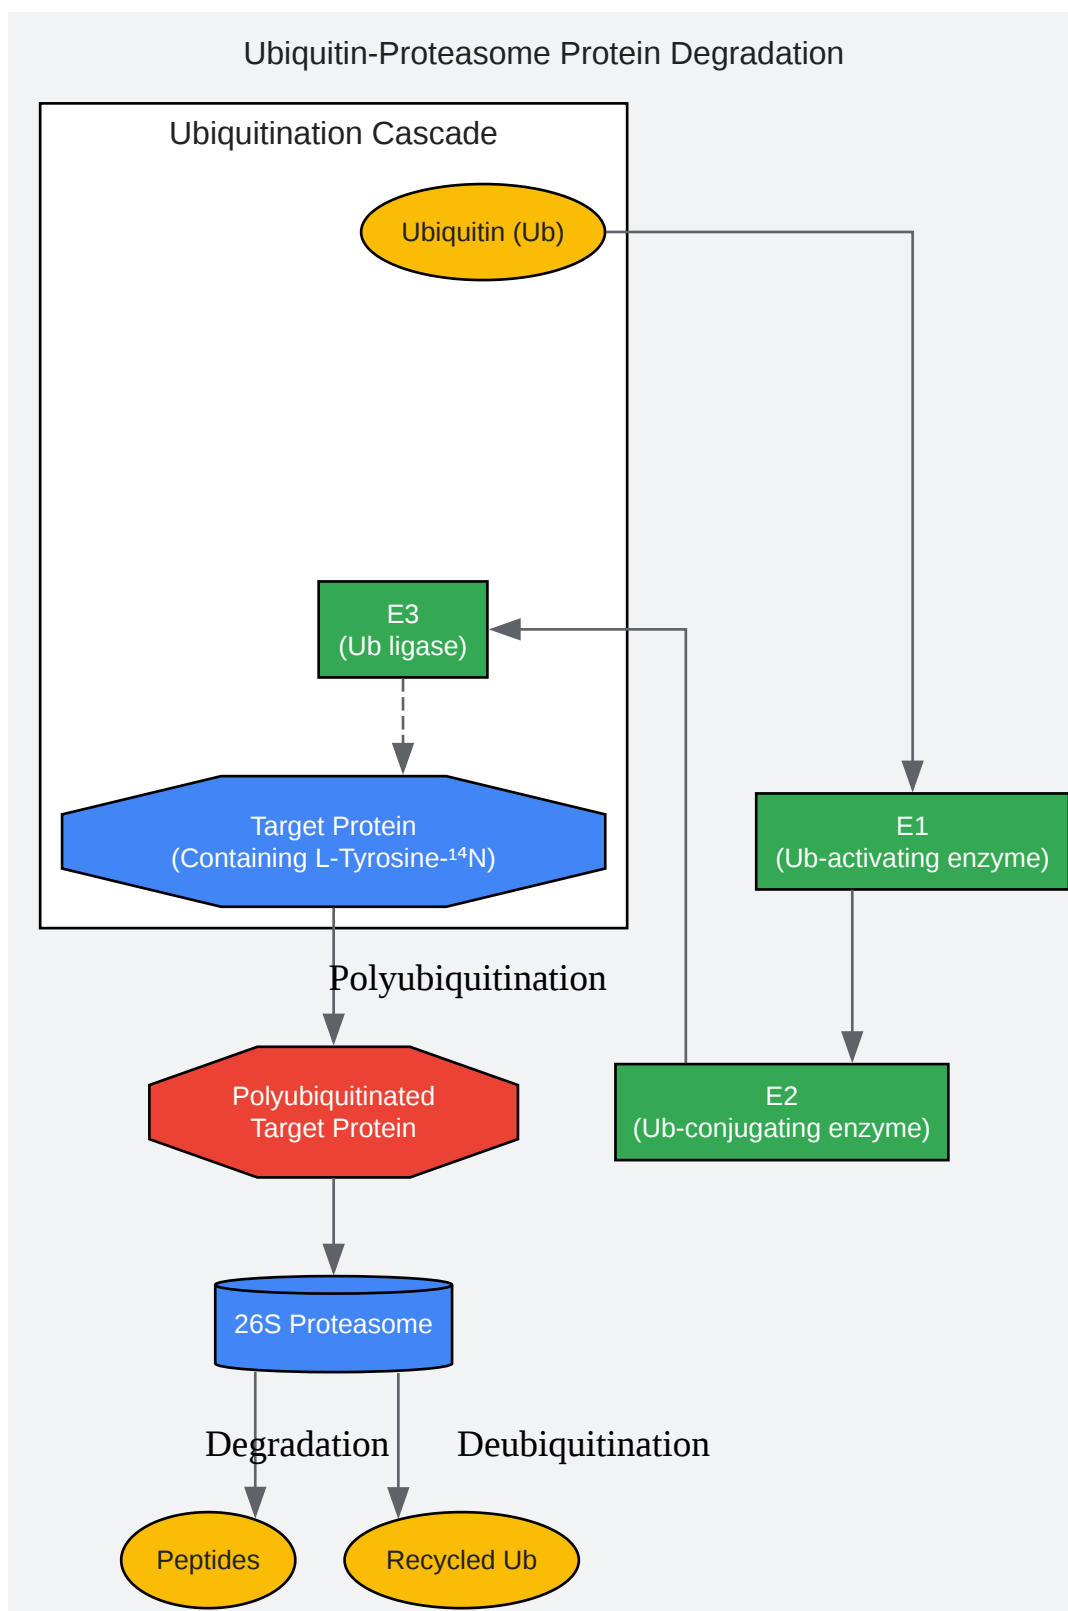 Ubiquitin-Proteasome Protein Degradation
Ubiquitination Cascade
Ubiquitin (Ub)
E3
(Ub ligase)
Target Protein
(Containing L-Tyrosine-¹⁴N)
E1
(Ub-activating enzyme)
Polyubiquitination
Polyubiquitinated
Target Protein
E2
(Ub-conjugating enzyme)
26S Proteasome
Degradation
Deubiquitination
Peptides
Recycled Ub